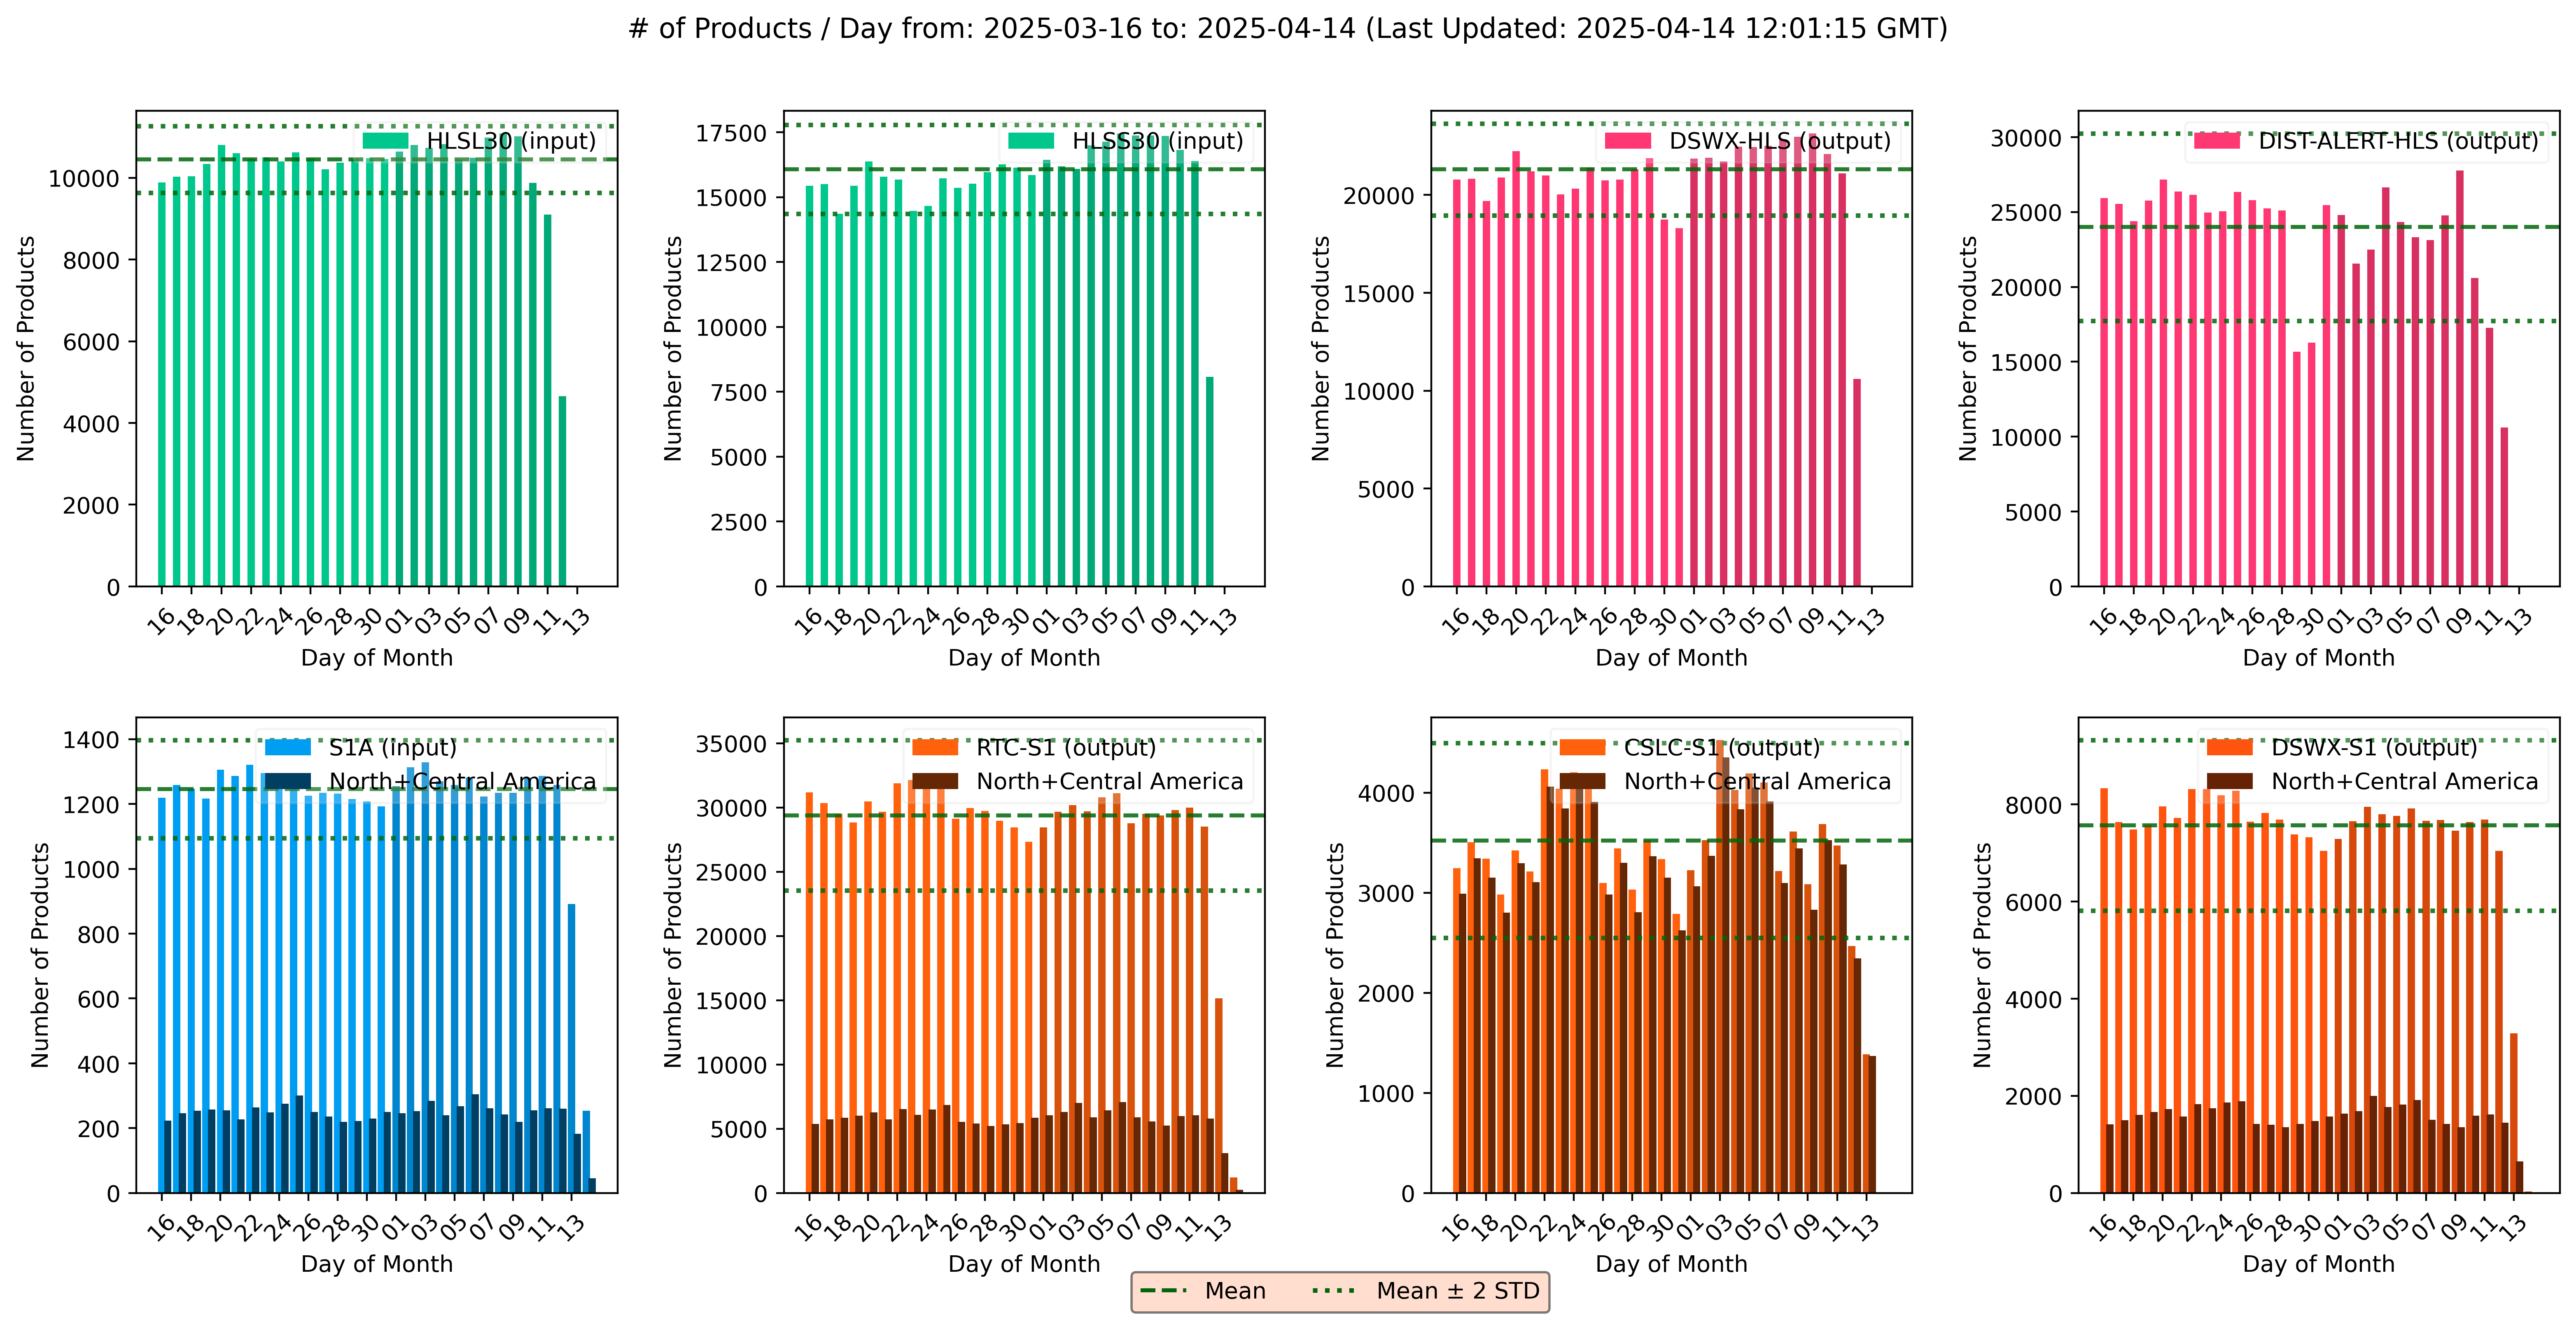 # of Products / Day from: 2025-03-16 to: 2025-04-14 (Last Updated: 2025-04-14 12:01:15 GMT)
HLSL30 (input)
Number of Products
10000
8000
6000
4000
2000
0
16 18 20 22 24 26 28 30 01 03 05 07 09 11 13
Day of Month
HLSS30 (input)
Number of Products
17500
15000
12500
10000
7500
5000
2500
0
16 18 20 22 24 26 28 30 01 03 05 07 09 11 13
Day of Month
DSWX-HLS (output)
Number of Products
20000
15000
10000
5000
0
16 18 20 22 24 26 28 30 01 03 05 07 09 11 13
Day of Month
DIST-ALERT-HLS (output)
Number of Products
30000
25000
20000
15000
10000
5000
0
16 18 20 22 24 26 28 30 01 03 05 07 09 11 13
Day of Month
S1A (input)
North+Central America
Number of Products
1400
1200
1000
800
600
400
200
0
16 18 20 22 24 26 28 30 01 03 05 07 09 11 13
Day of Month
RTC-S1 (output)
North+Central America
Number of Products
35000
30000
25000
20000
15000
10000
5000
0
16 18 20 22 24 26 28 30 01 03 05 07 09 11 13
Day of Month
CSLC-S1 (output)
North+Central America
Number of Products
4000
3000
2000
1000
0
16 18 20 22 24 26 28 30 01 03 05 07 09 11 13
Day of Month
DSWX-S1 (output)
North+Central America
Number of Products
8000
6000
4000
2000
0
16 18 20 22 24 26 28 30 01 03 05 07 09 11 13
Day of Month
Mean
Mean ± 2 STD